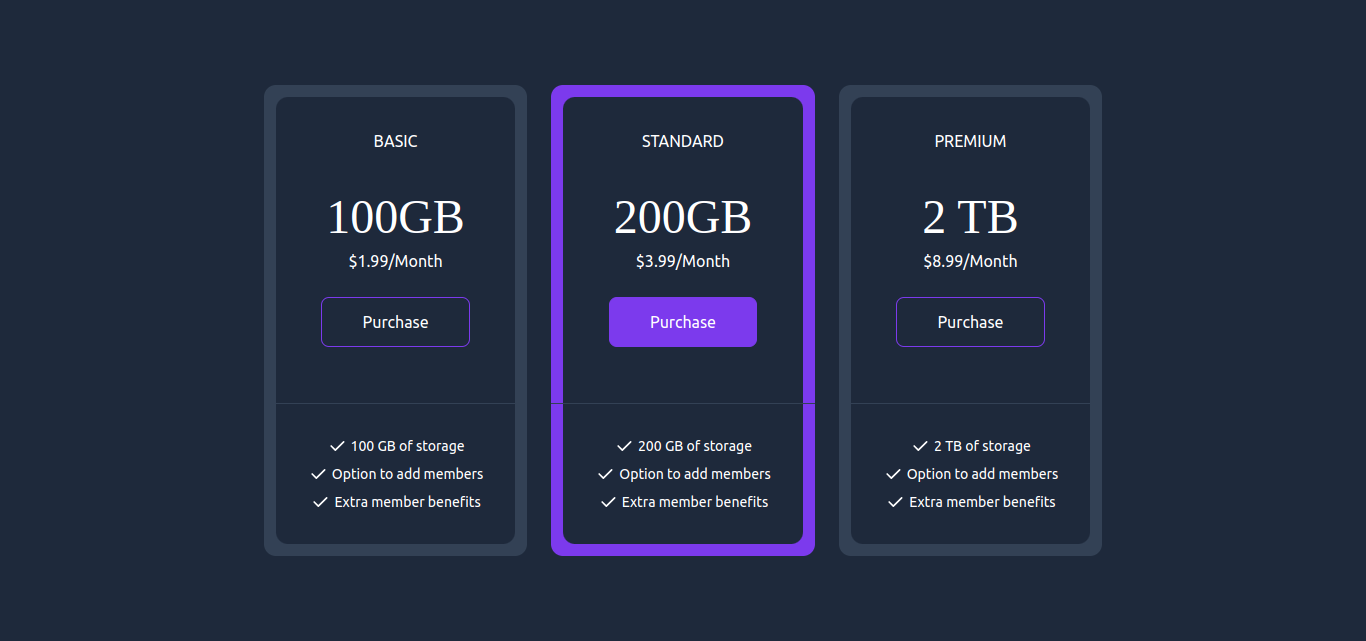 BASIC
100GB
$1.99/Month
Purchase
100 GB of storage
Option to add members
Extra member benefits
STANDARD
200GB
$3.99/Month
Purchase
200 GB of storage
Option to add members
Extra member benefits
PREMIUM
2 TB
$8.99/Month
Purchase
2 TB of storage
Option to add members
Extra member benefits